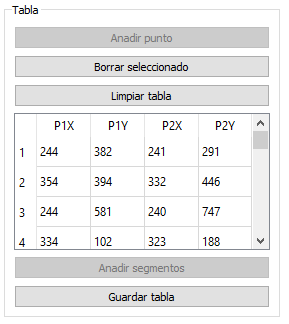 Tabla
Anadir punto
Borrar seleccionado
Limpiar tabla
P1X P1Y P2X P2Y
1 244 382 241 291
2 354 394 332 446
3 244 581 240 747
4 334 102 323 188
Anadir segmentos
Guardar tabla